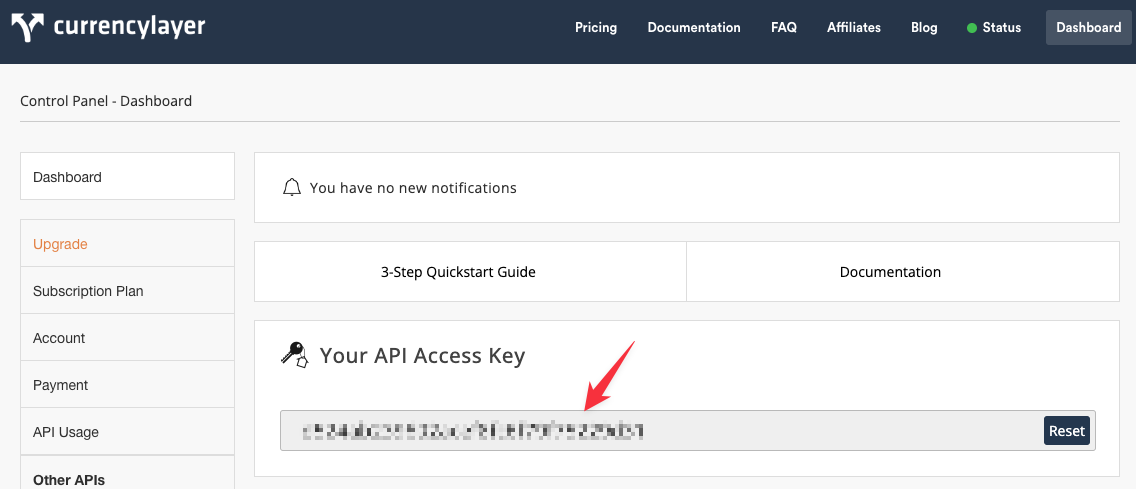 currencylayer
Pricing Documentation FAQ Affiliates Blog Status Dashboard
Control Panel - Dashboard
Dashboard
Upgrade
Subscription Plan
Account
Payment
API Usage
Other APIs
You have no new notifications
3-Step Quickstart Guide
Documentation
Your API Access Key
Reset